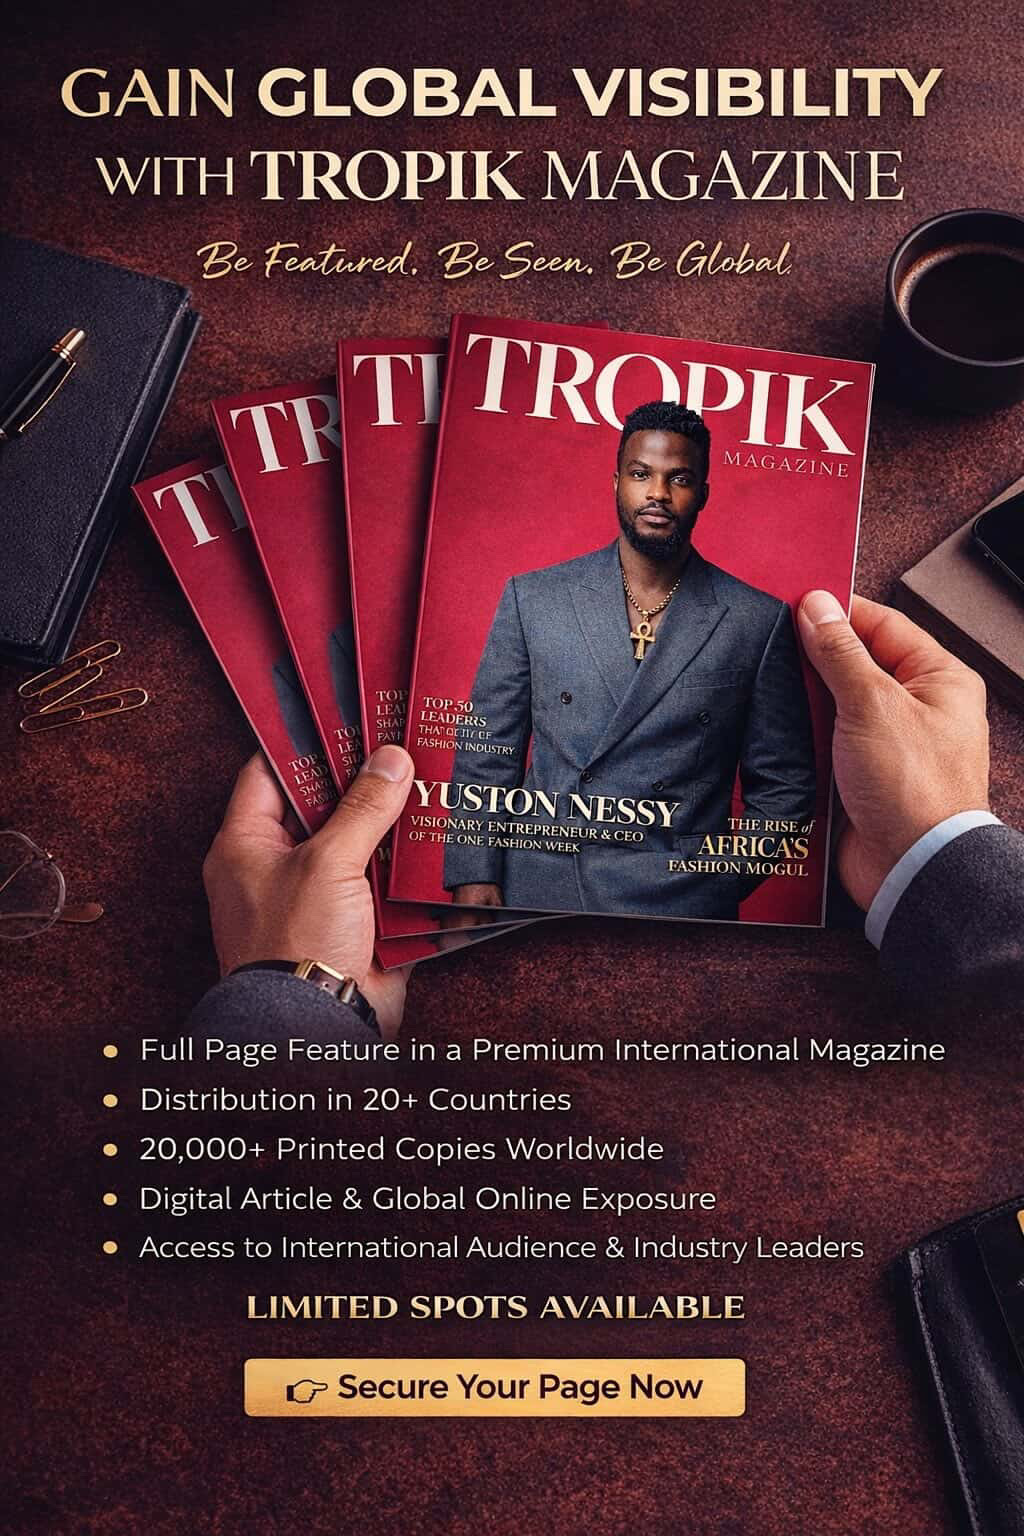 GAIN GLOBAL VISIBILITY
WITH TROPIK MAGAZINE
Be Featured. Be Seen. Be Global.
TROPIK
MAGAZINE
TR
TOP 50
LEADERS
FASHION INDUSTRY
YUSTON NESSY
VISIONARY ENTREPRENEUR & CEO
OF THE ONE FASHION WEEK
THE RISE of
AFRICA'S
FASHION MOGUL
Full Page Feature in a Premium International Magazine
Distribution in 20+ Countries
20,000+ Printed Copies Worldwide
Digital Article & Global Online Exposure
Access to International Audience & Industry Leaders
LIMITED SPOTS AVAILABLE
Secure Your Page Now